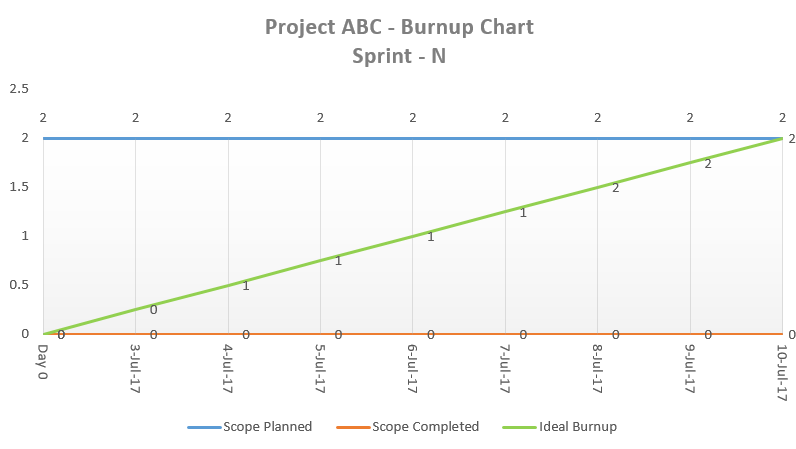 Project ABC - Burnup Chart
Sprint - N
2.5
2 2 2 2 2 2 2 2 2
2 2
2
1.5 2
1
1 1
1
0.5 1
0
0 0 0 0 0 0 0 0 0 0
Day 0 3-Jul-17 4-Jul-17 5-Jul-17 6-Jul-17 7-Jul-17 8-Jul-17 9-Jul-17 10-Jul-17
Scope Planned Scope Completed Ideal Burnup